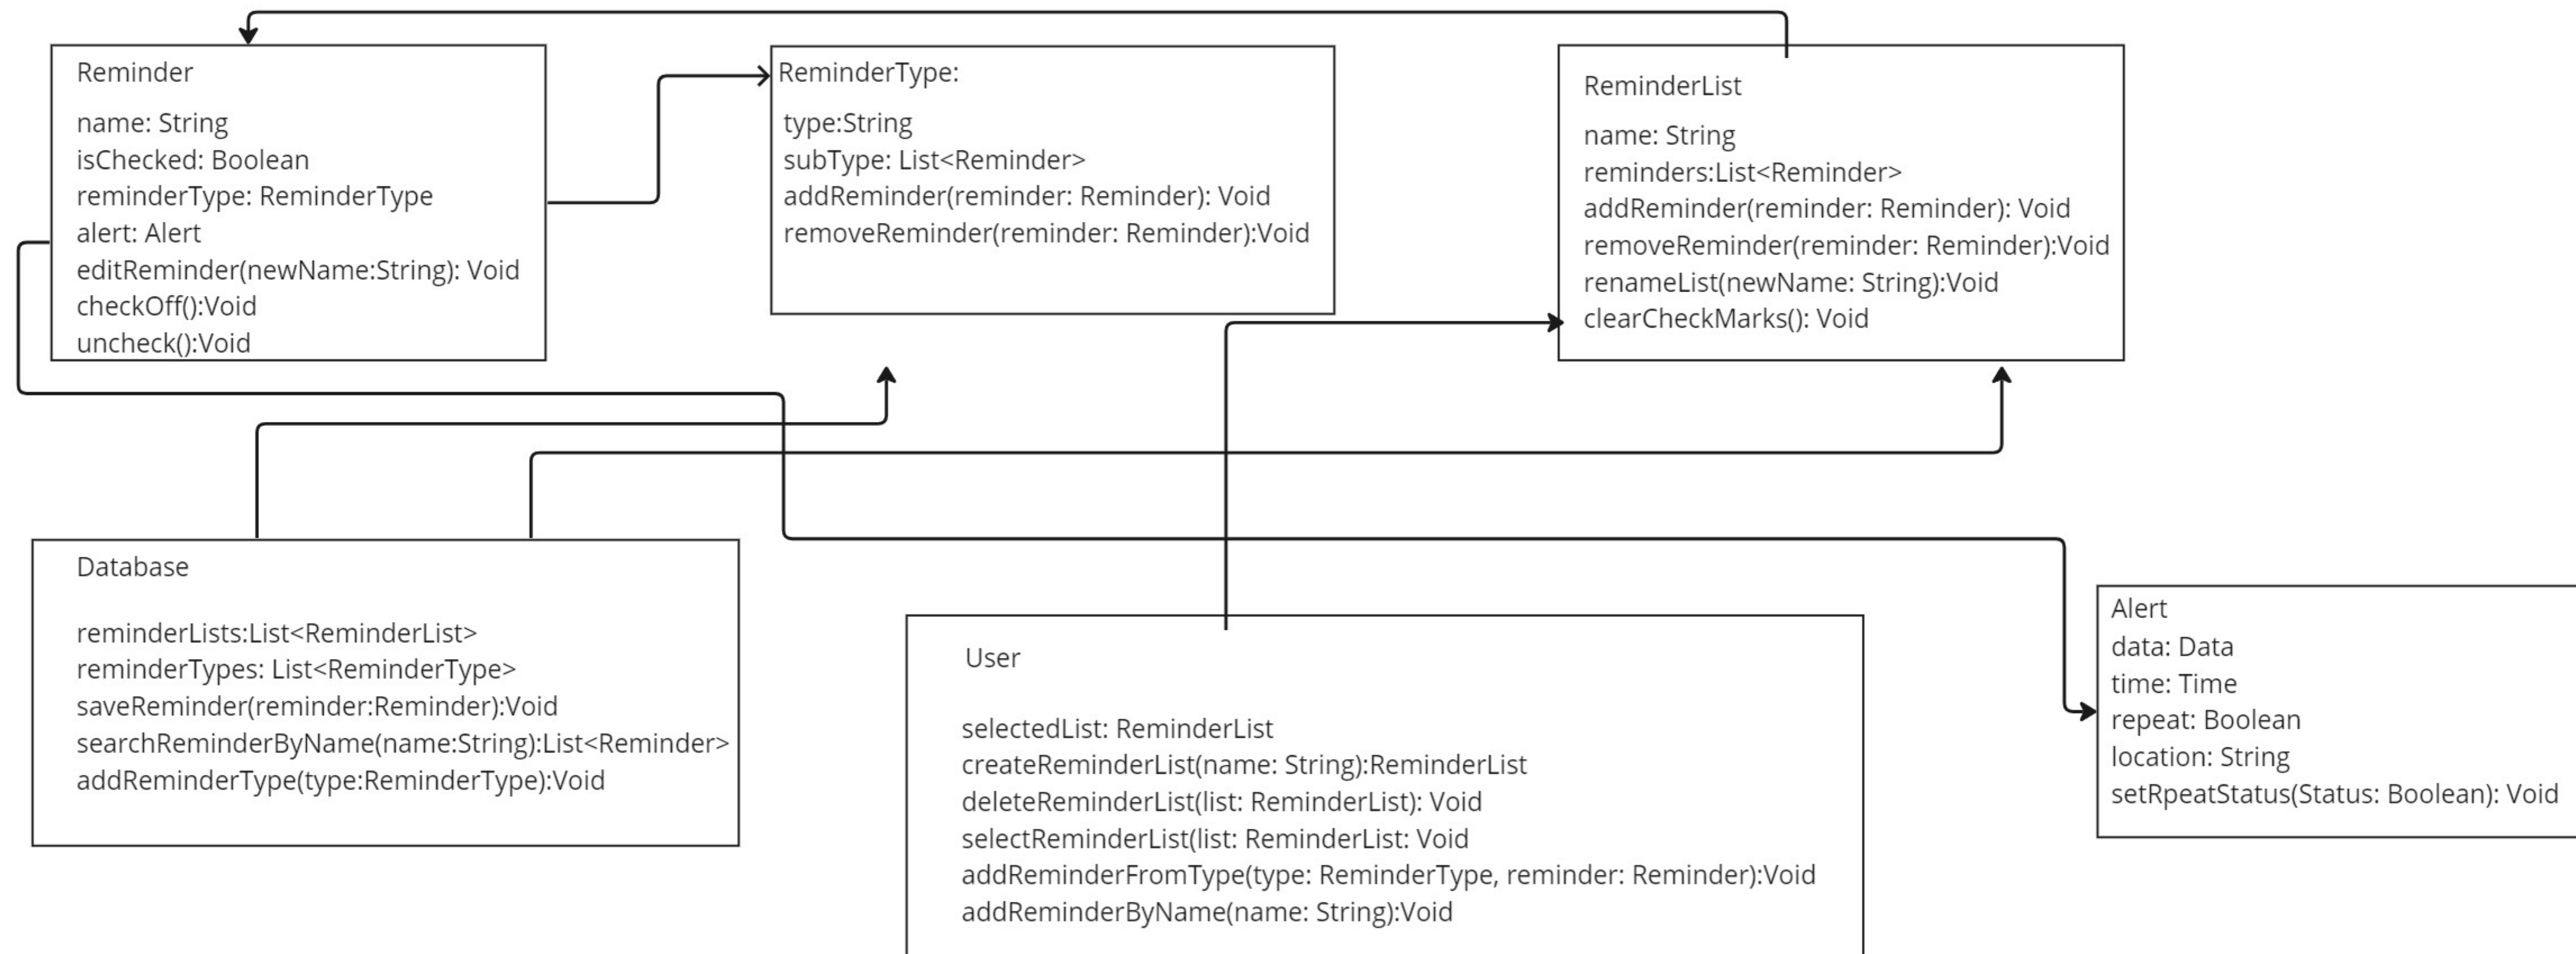 Reminder
name: String
isChecked: Boolean
reminderType: ReminderType
alert: Alert
editReminder(newName:String): Void
checkOff():Void
uncheck():Void
ReminderType:
type:String
subType: List<Reminder>
addReminder(reminder: Reminder): Void
removeReminder(reminder: Reminder):Void
ReminderList
name: String
reminders:List<Reminder>
addReminder(reminder: Reminder): Void
removeReminder(reminder: Reminder):Void
renameList(newName: String):Void
clearCheckMarks(): Void
Database
reminderLists:List<ReminderList>
reminderTypes: List<ReminderType>
saveReminder(reminder:Reminder):Void
searchReminderByName(name:String):List<Reminder>
addReminderType(type:ReminderType):Void
User
selectedList: ReminderList
createReminderList(name: String):ReminderList
deleteReminderList(list: ReminderList): Void
selectReminderList(list: ReminderList: Void
addReminderFromType(type: ReminderType, reminder: Reminder):Void
addReminderByName(name: String):Void
Alert
data: Data
time: Time
repeat: Boolean
location: String
setRpeatStatus(Status: Boolean): Void